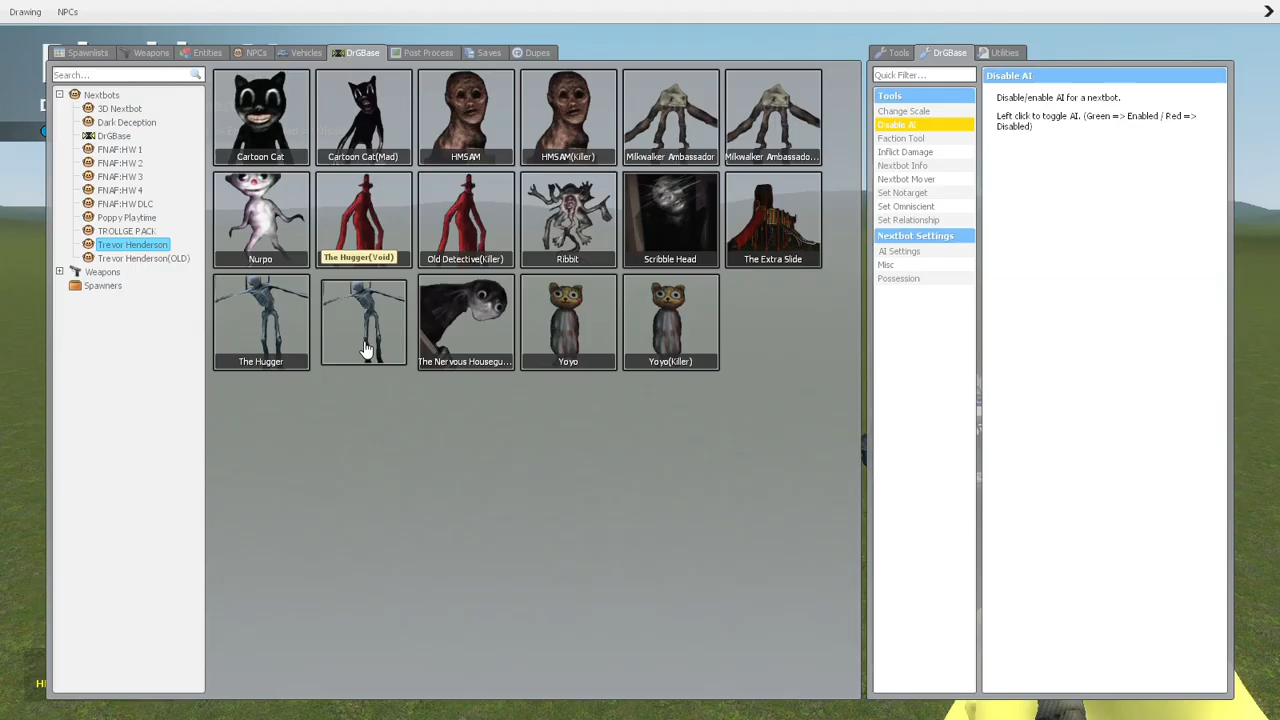 Drawing NPCs
Spawnlists Weapons Entities NPCs Vehicles DrGBase Post Process Saves Dupes
Tools DrGBase Utilities
Search...
Nextbots
3D Nextbot
Dark Deception
DrGBase
FNAF:HW 1
FNAF:HW 2
FNAF:HW 3
FNAF:HW 4
FNAF:HW DLC
Poppy Playtime
TROLLGE PACK
Trevor Henderson
Trevor Henderson(OLD)
Weapons
Spawners
Cartoon Cat Cartoon Cat(Mad) HMSAM HMSAM(Killer) Milkwalker Ambassador Milkwalker Ambassado...
Nurpo The Hugger(Void) Old Detective(Killer) Ribbit Scribble Head The Extra Slide
The Hugger The Nervous Housegu... Yoyo Yoyo(Killer)
Quick Filter...
Tools
Change Scale
Disable AI
Faction Tool
Inflict Damage
Nextbot Info
Nextbot Mover
Set Notarget
Set Omniscient
Set Relationship
Nextbot Settings
AI Settings
Misc
Possession
Disable AI
Disable/enable AI for a nextbot.
Left click to toggle AI. (Green => Enabled / Red =>
Disabled)